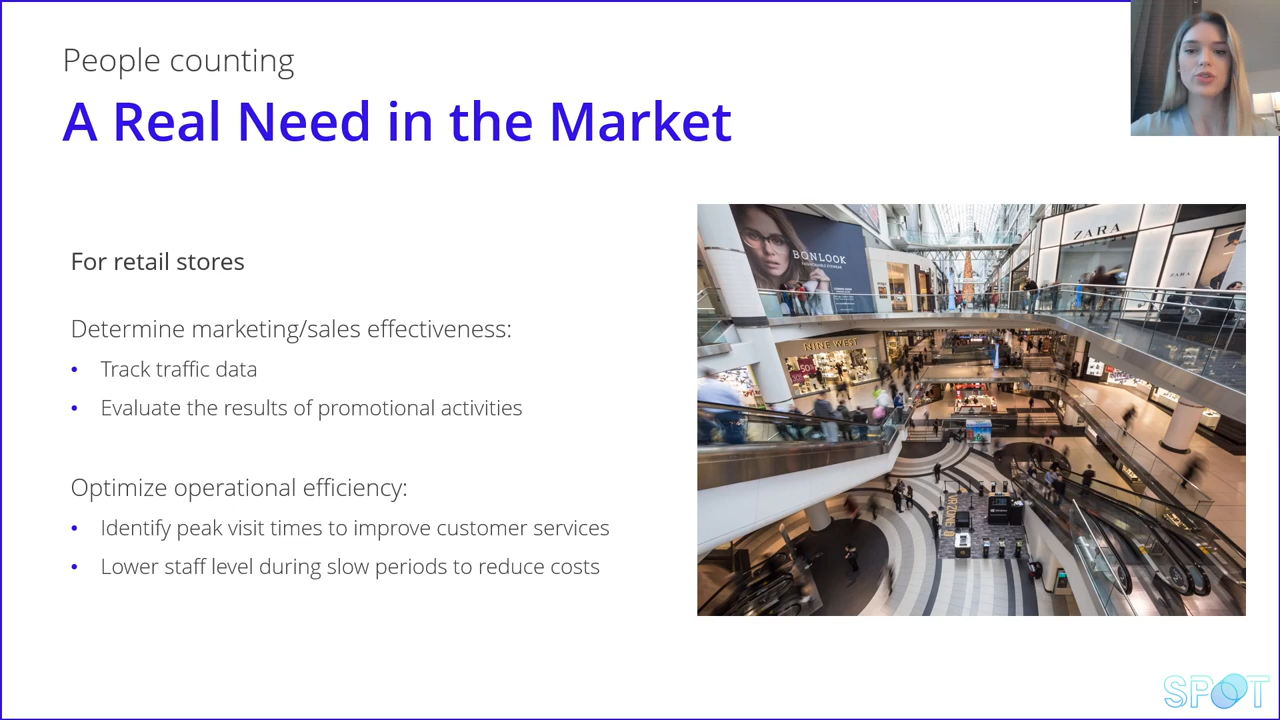 People counting
A Real Need in the Market
For retail stores
Determine marketing/sales effectiveness:
• Track traffic data
• Evaluate the results of promotional activities
Optimize operational efficiency:
• Identify peak visit times to improve customer services
• Lower staff level during slow periods to reduce costs
BONLOOK
ZARA
ZARA
NINE WEST
50%
SPOT